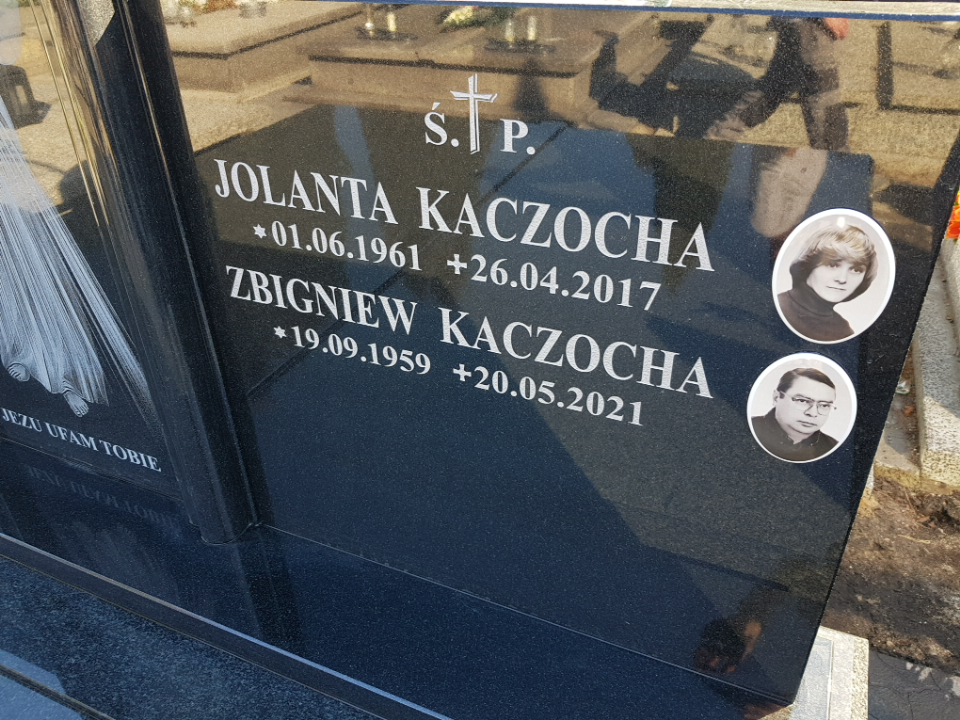 Ś. P.
JOLANTA KACZOCHA
*01.06.1961 +26.04.2017
ZBIGNIEW KACZOCHA
*19.09.1959 +20.05.2021
JEZU UFAM TOBIE